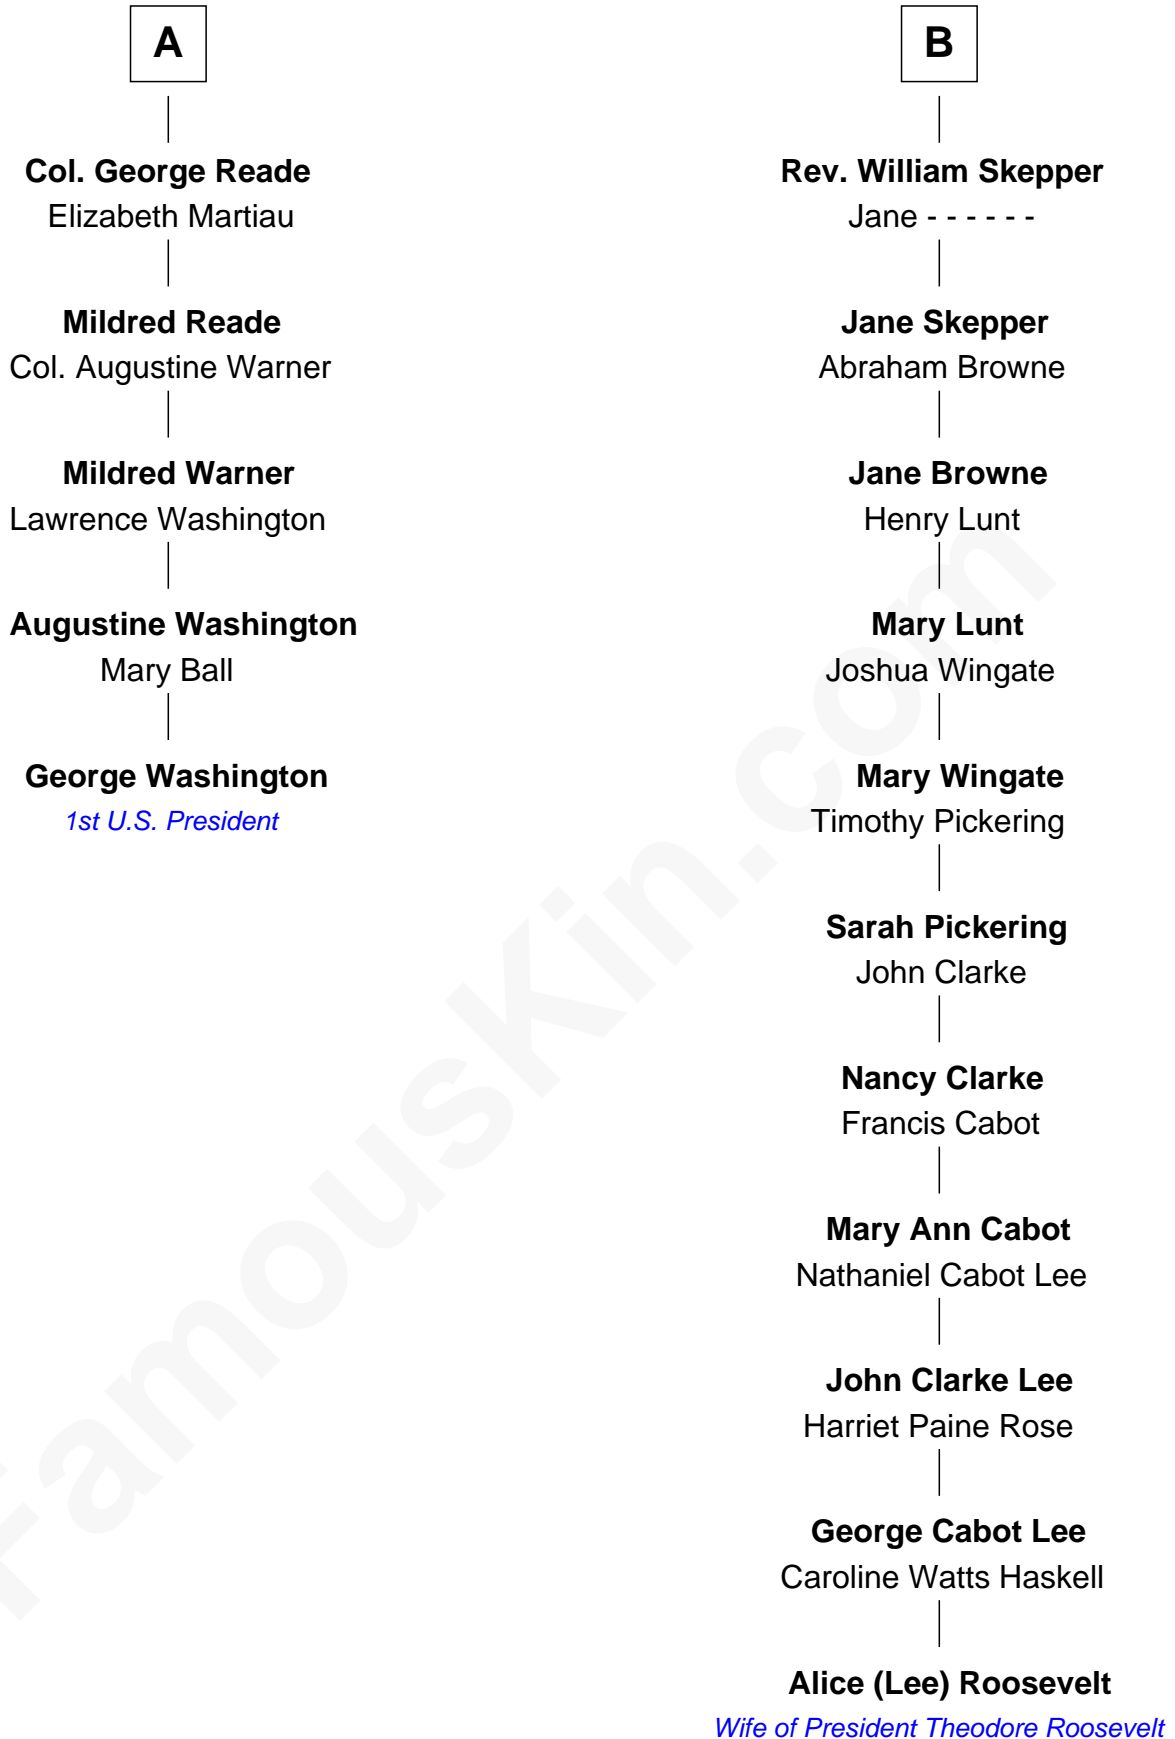 A
Col. George Reade
Elizabeth Martiau
Mildred Reade
Col. Augustine Warner
Mildred Warner
Lawrence Washington
Augustine Washington
Mary Ball
George Washington
1st U.S. President
B
Rev. William Skepper
Jane - - - - - -
Jane Skepper
Abraham Browne
Jane Browne
Henry Lunt
Mary Lunt
Joshua Wingate
Mary Wingate
Timothy Pickering
Sarah Pickering
John Clarke
Nancy Clarke
Francis Cabot
Mary Ann Cabot
Nathaniel Cabot Lee
John Clarke Lee
Harriet Paine Rose
George Cabot Lee
Caroline Watts Haskell
Alice (Lee) Roosevelt
Wife of President Theodore Roosevelt
FamousKin.com